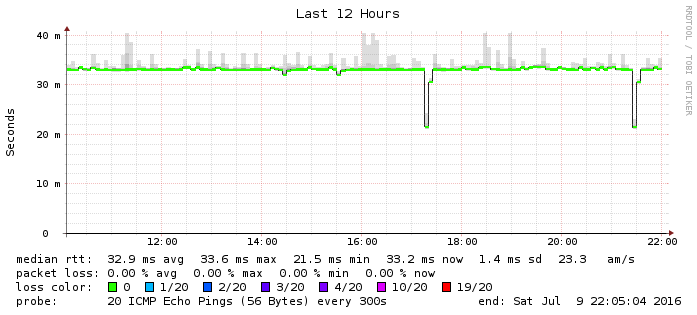 Last 12 Hours
RRDTOOL / TOBI OETIKER
Seconds
40 m
30 m
20 m
10 m
0
12:00 14:00 16:00 18:00 20:00 22:00
median rtt: 32.9 ms avg 33.6 ms max 21.5 ms min 33.2 ms now 1.4 ms sd 23.3 am/s
packet loss: 0.00 % avg 0.00 % max 0.00 % min 0.00 % now
loss color: 0 1/20 2/20 3/20 4/20 10/20 19/20
probe: 20 ICMP Echo Pings (56 Bytes) every 300s end: Sat Jul 9 22:05:04 2016